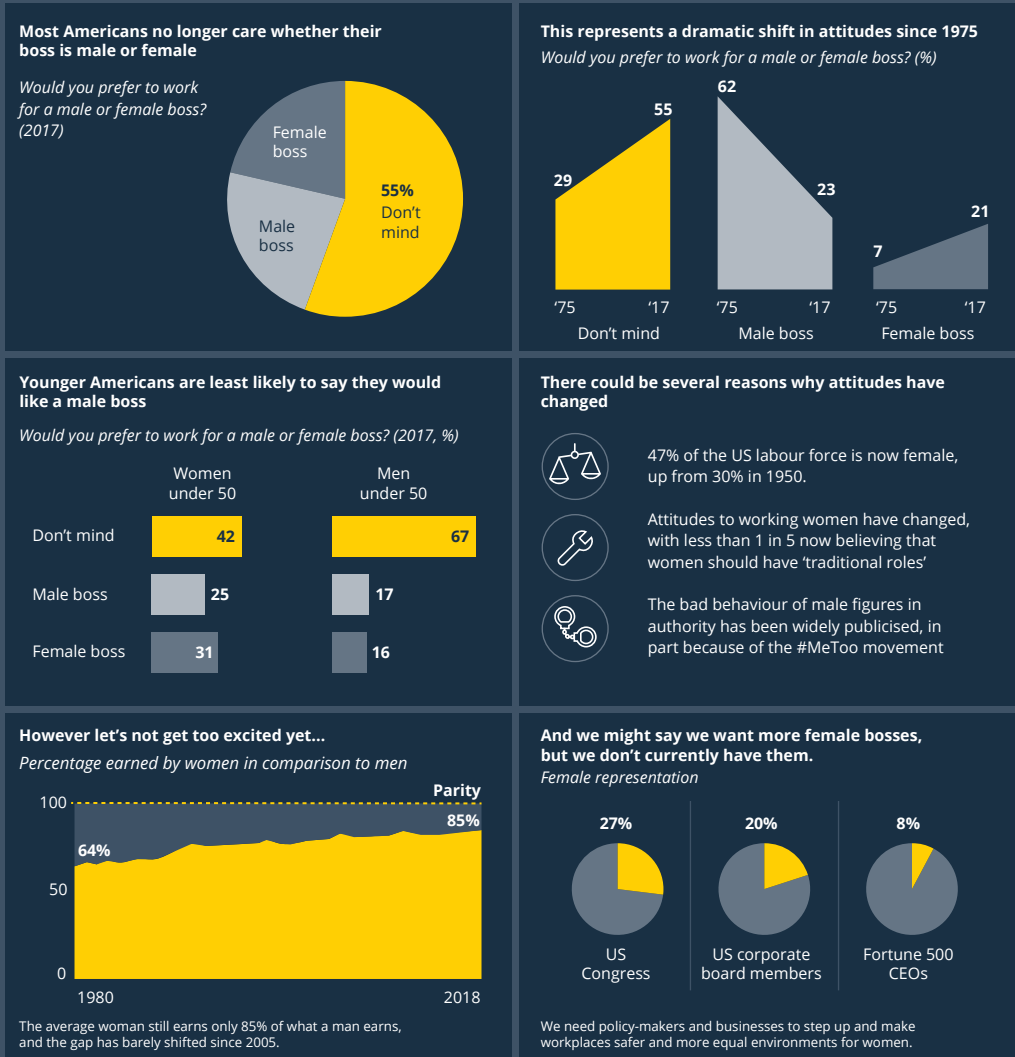 Most Americans no longer care whether their
boss is male or female
Would you prefer to work
for a male or female boss?
(2017)
Female
boss
55%
Don't
mind
Male
boss
This represents a dramatic shift in attitudes since 1975
Would you prefer to work for a male or female boss? (%)
29
55
62
23
7
21
‘75
‘17
‘75
‘17
‘75
‘17
Don't mind
Male boss
Female boss
Younger Americans are least likely to say they would
like a male boss
Would you prefer to work for a male or female boss? (2017, %)
Women
under 50
Men
under 50
Don't mind
42
67
Male boss
25
17
Female boss
31
16
There could be several reasons why attitudes have
changed
47% of the US labour force is now female,
up from 30% in 1950.
Attitudes to working women have changed,
with less than 1 in 5 now believing that
women should have ‘traditional roles’
The bad behaviour of male figures in
authority has been widely publicised, in
part because of the #MeToo movement
However let's not get too excited yet...
Percentage earned by women in comparison to men
Parity
100
85%
64%
50
0
1980
2018
The average woman still earns only 85% of what a man earns,
and the gap has barely shifted since 2005.
And we might say we want more female bosses,
but we don't currently have them.
Female representation
27%
20%
8%
US
Congress
US corporate
board members
Fortune 500
CEOs
We need policy-makers and businesses to step up and make
workplaces safer and more equal environments for women.